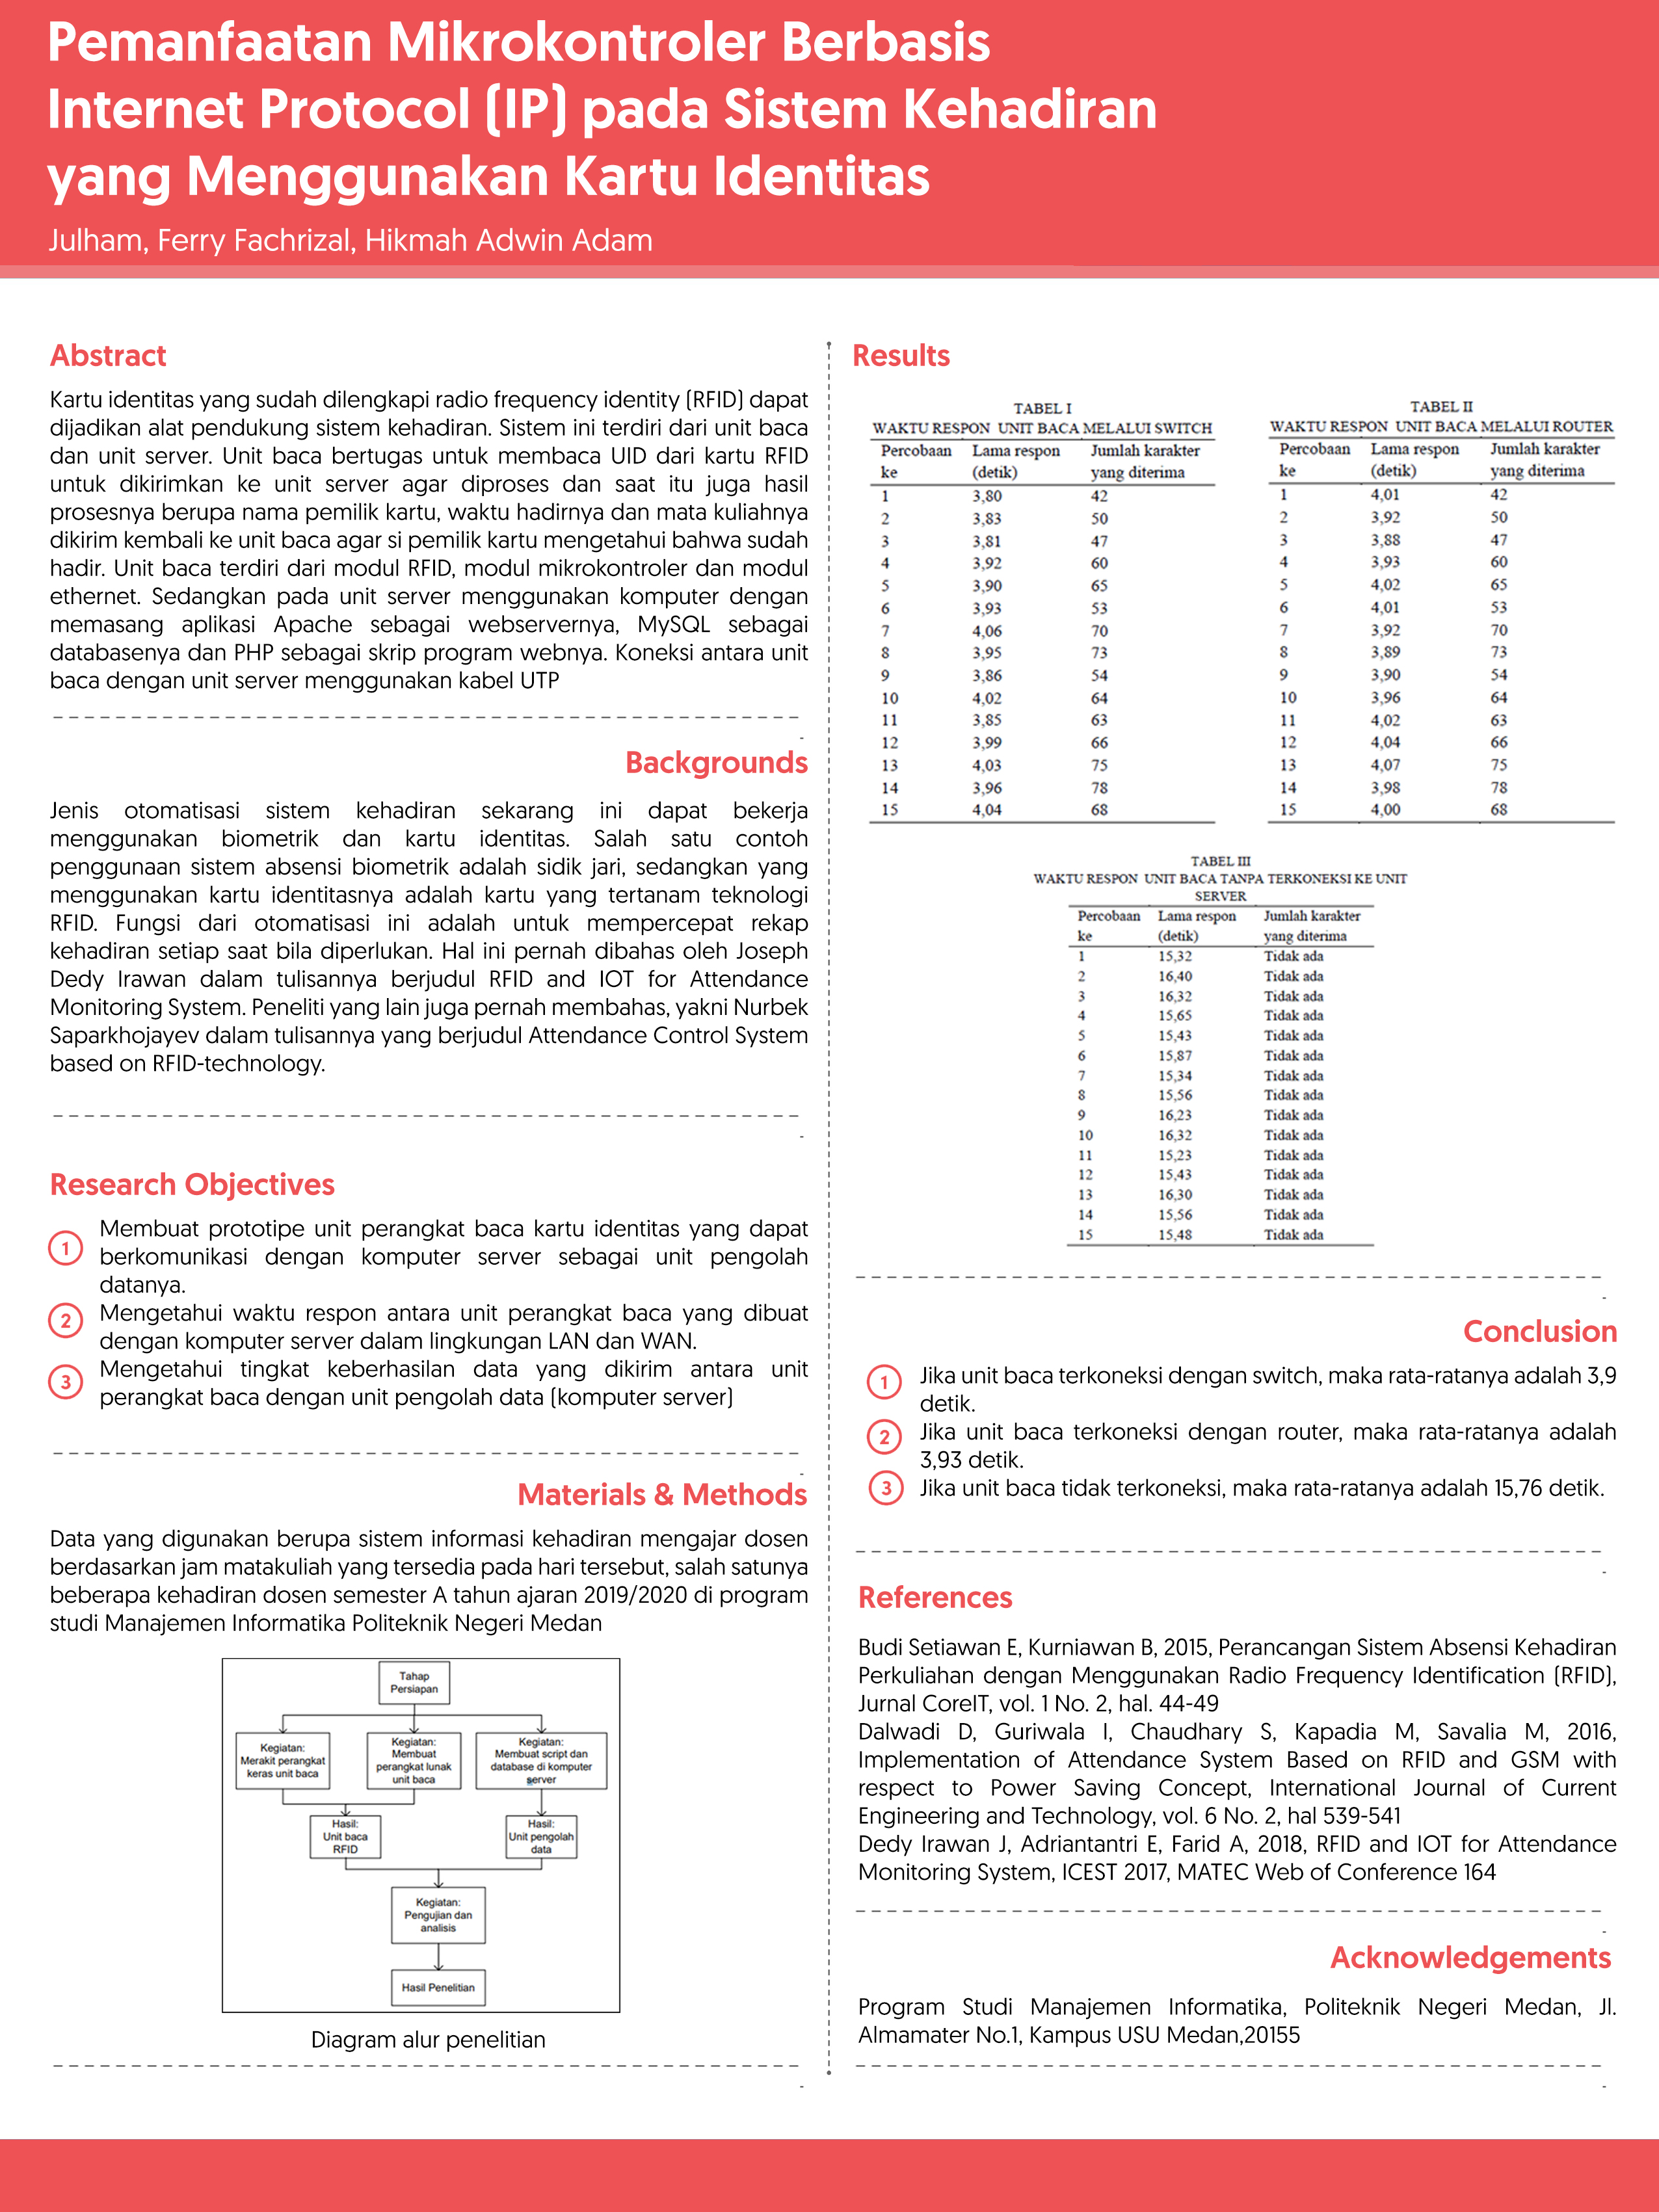 Pemanfaatan Mikrokontroler Berbasis
Internet Protocol (IP) pada Sistem Kehadiran
yang Menggunakan Kartu Identitas
Julham, Ferry Fachrizal, Hikmah Adwin Adam
Abstract
Kartu identitas yang sudah dilengkapi radio frequency identity (RFID) dapat
dijadikan alat pendukung sistem kehadiran. Sistem ini terdiri dari unit baca
dan unit server. Unit baca bertugas untuk membaca UID dari kartu RFID
untuk dikirimkan ke unit server agar diproses dan saat itu juga hasil
prosesnya berupa nama pemilik kartu, waktu hadirnya dan mata kuliahnya
dikirim kembali ke unit baca agar si pemilik kartu mengetahui bahwa sudah
hadir. Unit baca terdiri dari modul RFID, modul mikrokontroler dan modul
ethernet. Sedangkan pada unit server menggunakan komputer dengan
memasang aplikasi Apache sebagai webservernya, MySQL sebagai
databasenya dan PHP sebagai skrip program webnya. Koneksi antara unit
baca dengan unit server menggunakan kabel UTP
Backgrounds
Jenis otomatisasi sistem kehadiran sekarang ini dapat bekerja
menggunakan biometrik dan kartu identitas. Salah satu contoh
penggunaan sistem absensi biometrik adalah sidik jari, sedangkan yang
menggunakan kartu identitasnya adalah kartu yang tertanam teknologi
RFID. Fungsi dari otomatisasi ini adalah untuk mempercepat rekap
kehadiran setiap saat bila diperlukan. Hal ini pernah dibahas oleh Joseph
Dedy Irawan dalam tulisannya berjudul RFID and IOT for Attendance
Monitoring System. Peneliti yang lain juga pernah membahas, yakni Nurbek
Saparkhojayev dalam tulisannya yang berjudul Attendance Control System
based on RFID-technology.
Research Objectives
1 Membuat prototipe unit perangkat baca kartu identitas yang dapat
berkomunikasi dengan komputer server sebagai unit pengolah
datanya.
2 Mengetahui waktu respon antara unit perangkat baca yang dibuat
dengan komputer server dalam lingkungan LAN dan WAN.
3 Mengetahui tingkat keberhasilan data yang dikirim antara unit
perangkat baca dengan unit pengolah data (komputer server)
Materials & Methods
Data yang digunakan berupa sistem informasi kehadiran mengajar dosen
berdasarkan jam matakuliah yang tersedia pada hari tersebut, salah satunya
beberapa kehadiran dosen semester A tahun ajaran 2019/2020 di program
studi Manajemen Informatika Politeknik Negeri Medan
Tahap
Persiapan
Kegiatan:
Merakit perangkat
keras unit baca
Kegiatan:
Membuat
perangkat lunak
unit baca
Kegiatan:
Membuat script dan
database di komputer
server
Hasil:
Unit baca
RFID
Hasil:
Unit pengolah
data
Kegiatan:
Pengujian dan
analisis
Hasil Penelitian
Diagram alur penelitian
Results
TABEL I
WAKTU RESPON UNIT BACA MELALUI SWITCH
Percobaan Lama respon Jumlah karakter
ke (detik) yang diterima
1 3,80 42
2 3,83 50
3 3,81 47
4 3,92 60
5 3,90 65
6 3,93 53
7 4,06 70
8 3,95 73
9 3,86 54
10 4,02 64
11 3,85 63
12 3,99 66
13 4,03 75
14 3,96 78
15 4,04 68
TABEL II
WAKTU RESPON UNIT BACA MELALUI ROUTER
Percobaan Lama respon Jumlah karakter
ke (detik) yang diterima
1 4,01 42
2 3,92 50
3 3,88 47
4 3,93 60
5 4,02 65
6 4,01 53
7 3,92 70
8 3,89 73
9 3,90 54
10 3,96 64
11 4,02 63
12 4,04 66
13 4,07 75
14 3,98 78
15 4,00 68
TABEL III
WAKTU RESPON UNIT BACA TANPA TERKONEKSI KE UNIT
SERVER
Percobaan Lama respon Jumlah karakter
ke (detik) yang diterima
1 15,32 Tidak ada
2 16,40 Tidak ada
3 16,32 Tidak ada
4 15,65 Tidak ada
5 15,43 Tidak ada
6 15,87 Tidak ada
7 15,34 Tidak ada
8 15,56 Tidak ada
9 16,23 Tidak ada
10 16,32 Tidak ada
11 15,23 Tidak ada
12 15,43 Tidak ada
13 16,30 Tidak ada
14 15,56 Tidak ada
15 15,48 Tidak ada
Conclusion
1 Jika unit baca terkoneksi dengan switch, maka rata-ratanya adalah 3,9
detik.
2 Jika unit baca terkoneksi dengan router, maka rata-ratanya adalah
3,93 detik.
3 Jika unit baca tidak terkoneksi, maka rata-ratanya adalah 15,76 detik.
References
Budi Setiawan E, Kurniawan B, 2015, Perancangan Sistem Absensi Kehadiran
Perkuliahan dengan Menggunakan Radio Frequency Identification (RFID),
Jurnal CoreIT, vol. 1 No. 2, hal. 44-49
Dalwadi D, Guriwala I, Chaudhary S, Kapadia M, Savalia M, 2016,
Implementation of Attendance System Based on RFID and GSM with
respect to Power Saving Concept, International Journal of Current
Engineering and Technology, vol. 6 No. 2, hal 539-541
Dedy Irawan J, Adriantantri E, Farid A, 2018, RFID and IOT for Attendance
Monitoring System, ICEST 2017, MATEC Web of Conference 164
Acknowledgements
Program Studi Manajemen Informatika, Politeknik Negeri Medan, Jl.
Almamater No.1, Kampus USU Medan,20155